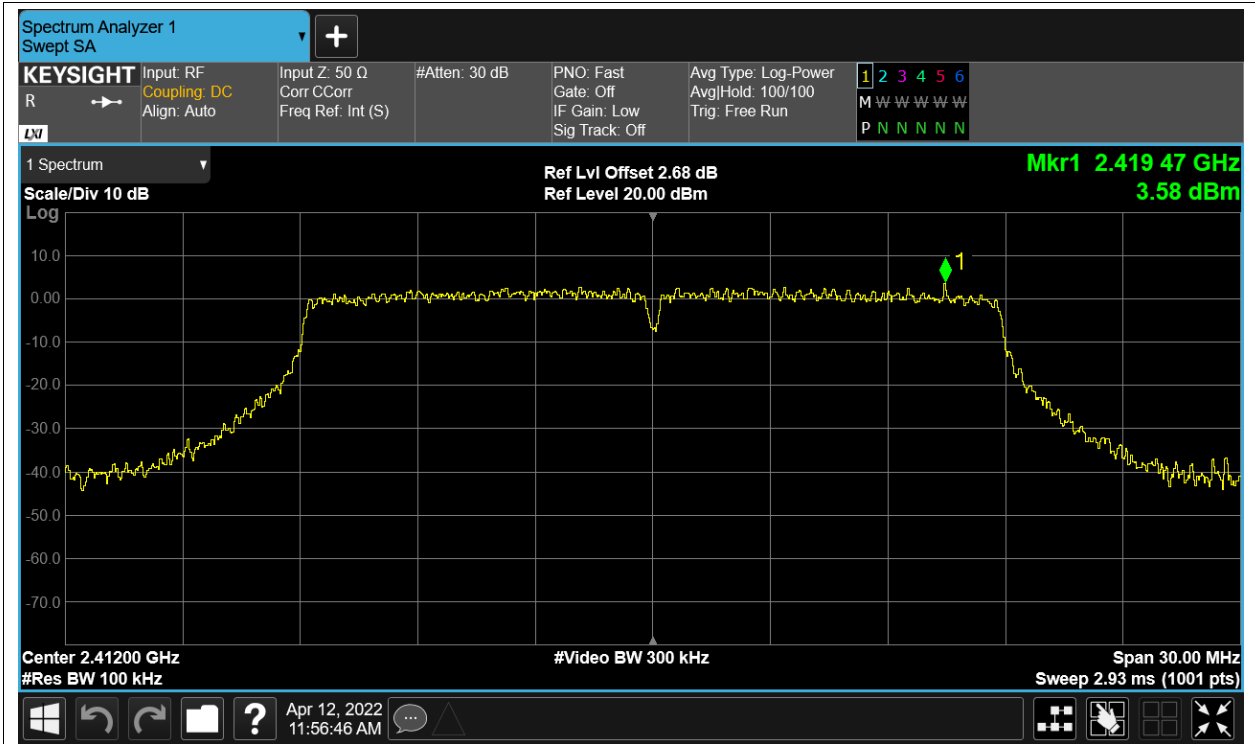 Spectrum Analyzer 1
Swept SA
KEYSIGHT
R
LXI
Input: RF
Coupling: DC
Align: Auto
Input Z: 50 Ω
Corr CCorr
Freq Ref: Int (S)
#Atten: 30 dB
PNO: Fast
Gate: Off
IF Gain: Low
Sig Track: Off
Avg Type: Log-Power
Avg|Hold: 100/100
Trig: Free Run
1 2 3 4 5 6
M W W W W W
P N N N N N
1 Spectrum
Scale/Div 10 dB
Log
Ref Lvl Offset 2.68 dB
Ref Level 20.00 dBm
Mkr1 2.419 47 GHz
3.58 dBm
1
10.0
0.00
-10.0
-20.0
-30.0
-40.0
-50.0
-60.0
-70.0
Center 2.41200 GHz
#Res BW 100 kHz
#Video BW 300 kHz
Span 30.00 MHz
Sweep 2.93 ms (1001 pts)
?
Apr 12, 2022
11:56:46 AM